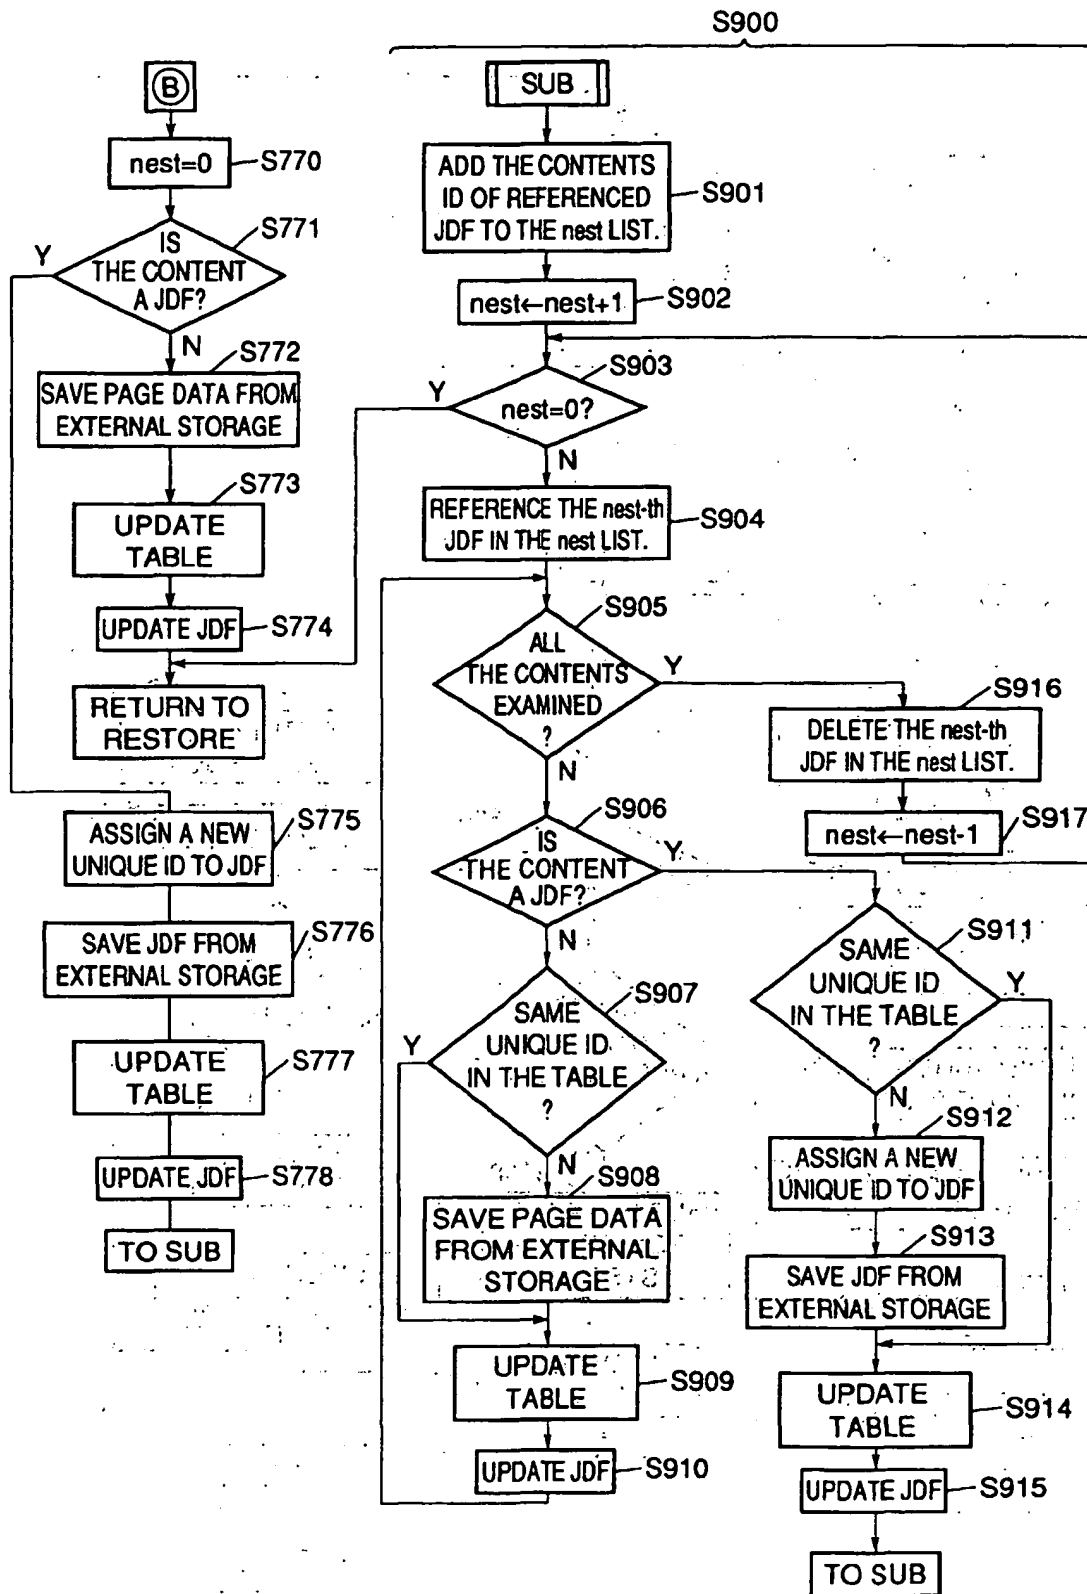 S900
B
nest=0
S770
IS
THE CONTENT
A JDF?
S771
Y
N
S772
SAVE PAGE DATA FROM
EXTERNAL STORAGE
S773
UPDATE
TABLE
UPDATE JDF
S774
RETURN TO
RESTORE
ASSIGN A NEW
UNIQUE ID TO JDF
S775
SAVE JDF FROM
EXTERNAL STORAGE
S776
UPDATE
TABLE
S777
UPDATE JDF
S778
TO SUB
SUB
ADD THE CONTENTS
ID OF REFERENCED
JDF TO THE nest LIST.
S901
nest←nest+1
S902
S903
Y
nest=0?
N
REFERENCE THE nest-th
JDF IN THE nest LIST.
S904
S905
ALL
THE CONTENTS
EXAMINED
?
Y
N
S906
IS
THE CONTENT
A JDF?
Y
N
S907
SAME
UNIQUE ID
IN THE TABLE
?
Y
N
S908
SAVE PAGE DATA
FROM EXTERNAL
STORAGE
UPDATE
TABLE
S909
UPDATE JDF
S910
S916
DELETE THE nest-th
JDF IN THE nest LIST.
nest←nest-1
S917
S911
SAME
UNIQUE ID
IN THE TABLE
?
Y
N
S912
ASSIGN A NEW
UNIQUE ID TO JDF
S913
SAVE JDF FROM
EXTERNAL STORAGE
UPDATE
TABLE
S914
UPDATE JDF
S915
TO SUB